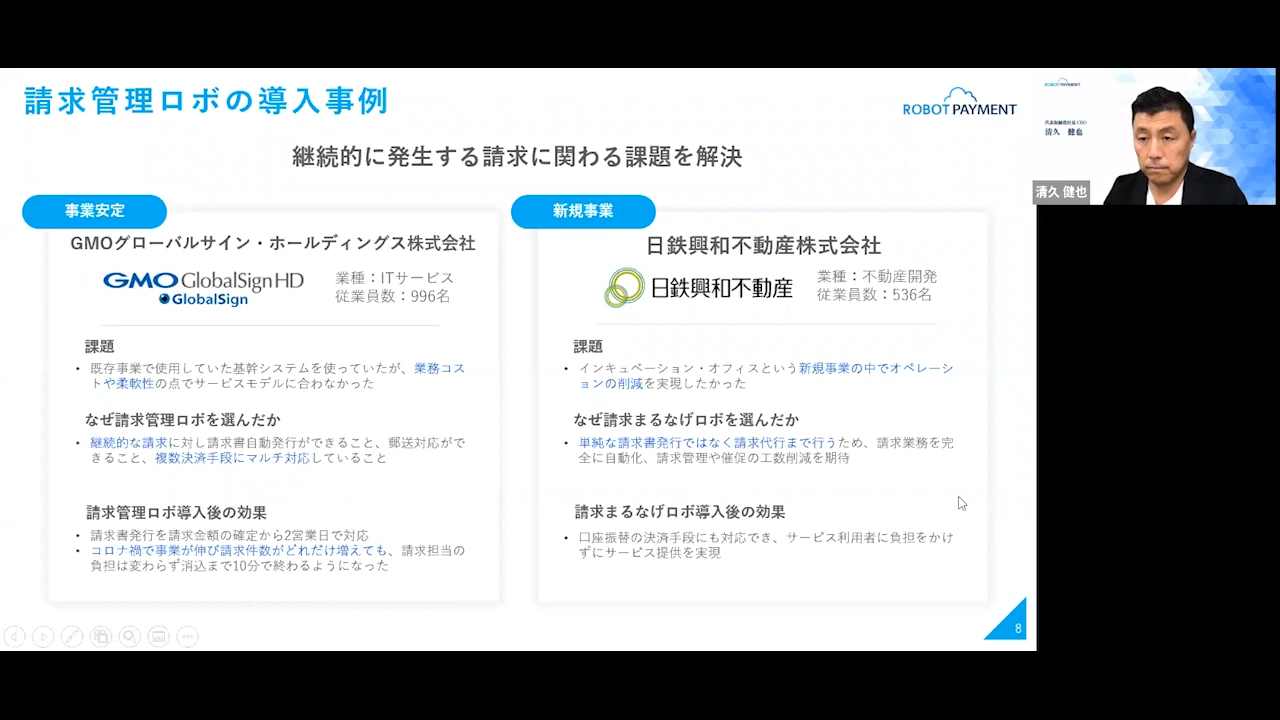 請求管理ロボの導入事例
ROBOT PAYMENT
継続的に発生する請求に関わる課題を解決
事業安定
GMOグローバルサイン・ホールディングス株式会社
GMO GlobalSign HD
GlobalSign
業種：ITサービス
従業員数：996名
課題
• 既存事業で使用していた基幹システムを使っていたが、業務コス
トや柔軟性の点でサービスモデルに合わなかった
なぜ請求管理ロボを選んだか
• 継続的な請求に対し請求書自動発行ができること、郵送対応がで
きること、複数決済手段にマルチ対応していること
請求管理ロボ導入後の効果
• 請求書発行を請求金額の確定から2営業日で対応
• コロナ禍で事業が伸び請求件数がどれだけ増えても、請求担当の
負担は変わらず消込まで10分で終わるようになった
新規事業
日鉄興和不動産株式会社
日鉄興和不動産
業種：不動産開発
従業員数：536名
課題
• インキュベーション・オフィスという新規事業の中でオペレーシ
ョンの削減を実現したかった
なぜ請求まるなげロボを選んだか
• 単純な請求書発行ではなく請求代行まで行うため、請求業務を完
全に自動化、請求管理や催促の工数削減を期待
請求まるなげロボ導入後の効果
• 口座振替の決済手段にも対応でき、サービス利用者に負担をかけ
ずにサービス提供を実現
8
ROBOT PAYMENT
代表取締役社長 CEO
清久 健也
清久 健也